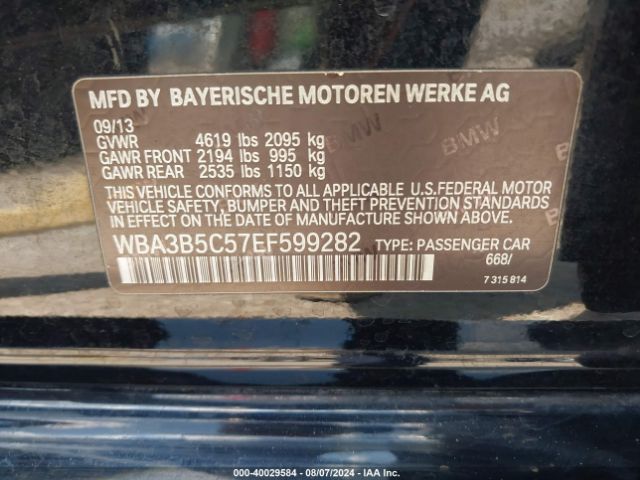 MFD BY BAYERISCHE MOTOREN WERKE AG
09/13
GVWR 4619 lbs 2095 kg
GAWR FRONT 2194 lbs 995 kg
GAWR REAR 2535 lbs 1150 kg
BMW
BMW
THIS VEHICLE CONFORMS TO ALL APPLICABLE U.S.FEDERAL MOTOR
VEHICLE SAFETY, BUMPER AND THEFT PREVENTION STANDARDS
IN EFFECT ON THE DATE OF MANUFACTURE SHOWN ABOVE.
WBA3B5C57EF599282 TYPE: PASSENGER CAR
668/
7 315 814
000-40029584 - 08/07/2024 - IAA Inc.